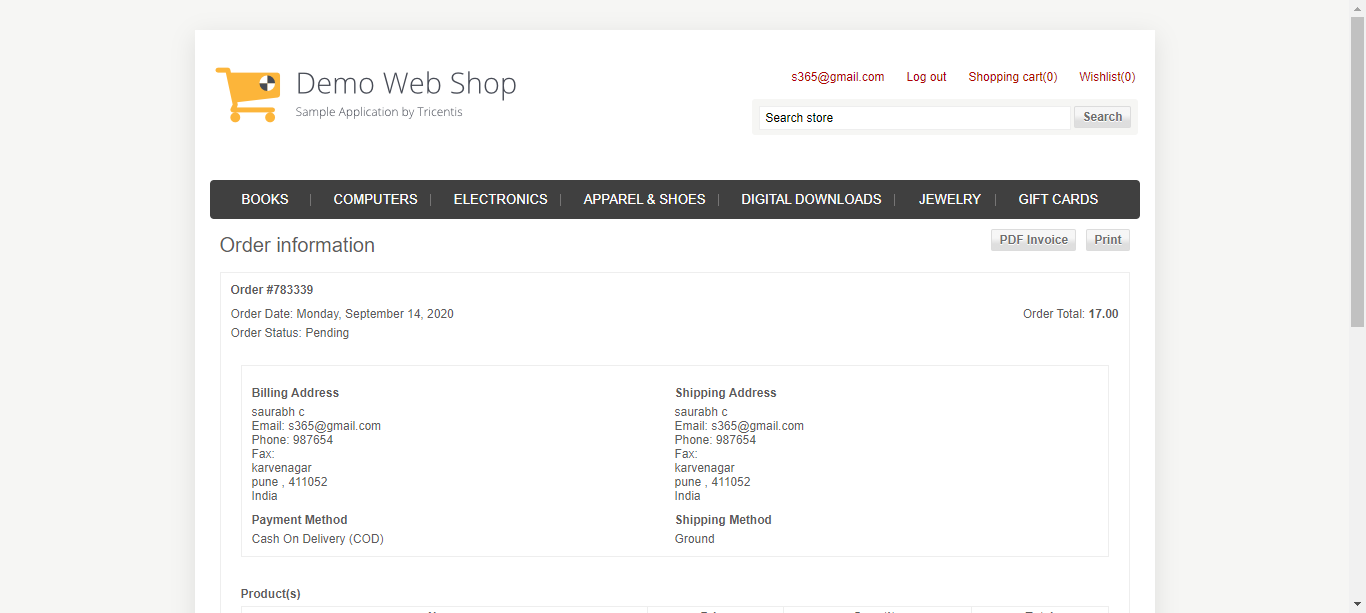 Demo Web Shop
Sample Application by Tricentis
s365@gmail.com Log out Shopping cart(0) Wishlist(0)
Search store Search
BOOKS | COMPUTERS | ELECTRONICS | APPAREL & SHOES | DIGITAL DOWNLOADS | JEWELRY | GIFT CARDS
Order information PDF Invoice Print
Order #783339
Order Date: Monday, September 14, 2020 Order Total: 17.00
Order Status: Pending
Billing Address
saurabh c
Email: s365@gmail.com
Phone: 987654
Fax:
karvenagar
pune , 411052
India
Payment Method
Cash On Delivery (COD)
Shipping Address
saurabh c
Email: s365@gmail.com
Phone: 987654
Fax:
karvenagar
pune , 411052
India
Shipping Method
Ground
Product(s)